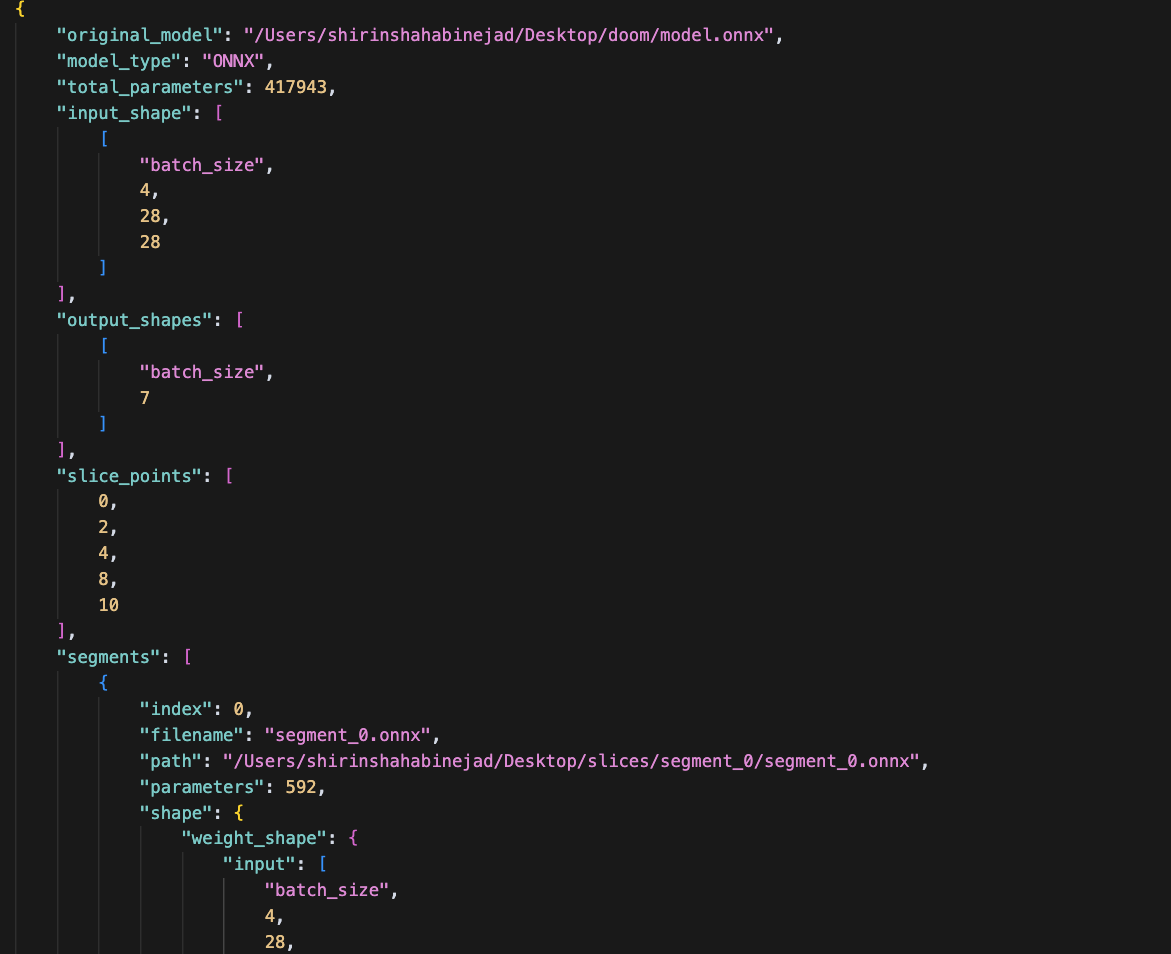 {
"original_model": "/Users/shirinshahabinejad/Desktop/doom/model.onnx",
"model_type": "ONNX",
"total_parameters": 417943,
"input_shape": [
[
"batch_size",
4,
28,
28
]
],
"output_shapes": [
[
"batch_size",
7
]
],
"slice_points": [
0,
2,
4,
8,
10
],
"segments": [
{
"index": 0,
"filename": "segment_0.onnx",
"path": "/Users/shirinshahabinejad/Desktop/slices/segment_0/segment_0.onnx",
"parameters": 592,
"shape": {
"weight_shape": {
"input": [
"batch_size",
4,
28,